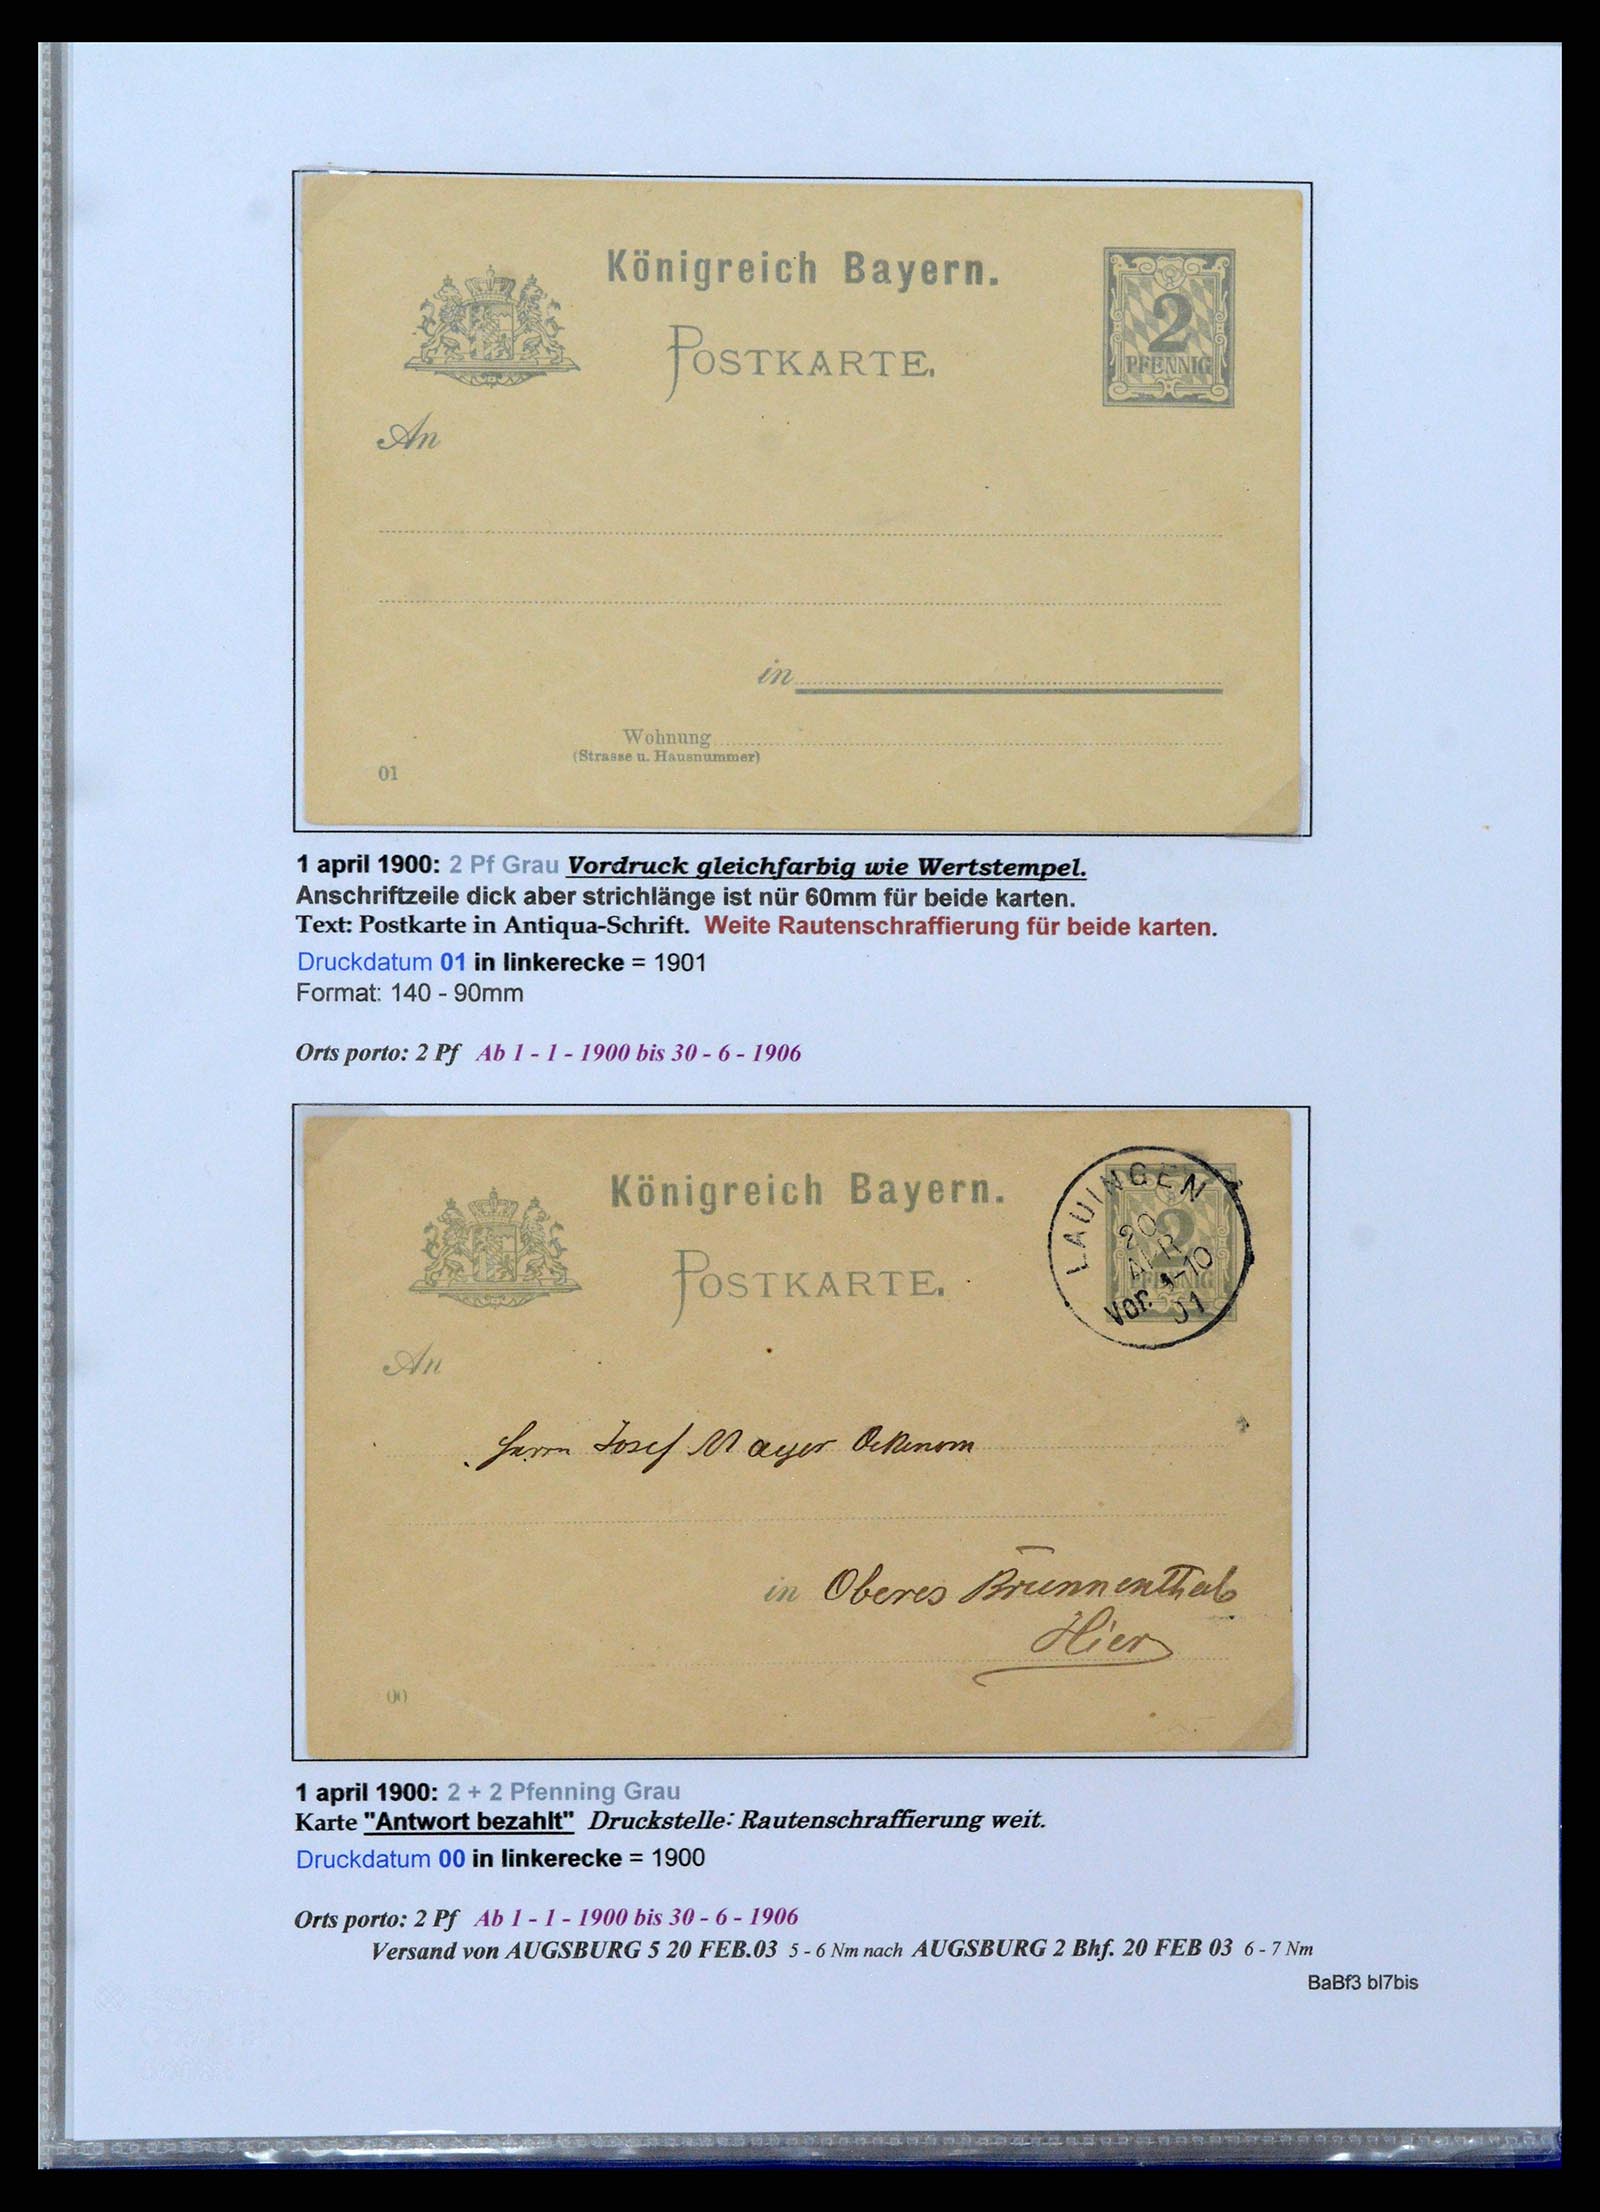 Königreich Bayern.
POSTKARTE.
2
PFENNIG
An
in
Wohnung
(Strasse u. Hausnummer)
01
1 april 1900: 2 Pf Grau Vordruck gleichfarbig wie Wertstempel.
Anschriftzeile dick aber strichlänge ist nür 60mm für beide karten.
Text: Postkarte in Antiqua-Schrift. Weite Rautenschraffierung für beide karten.
Druckdatum 01 in linkerecke = 1901
Format: 140 - 90mm
Orts porto: 2 Pf Ab 1 - 1 - 1900 bis 30 - 6 - 1906
Königreich Bayern.
POSTKARTE.
2
PFENNIG
LAUINGEN
20
APR
Vor. 9-10
01
An
Herrn Josef Mayer Oekonom
in Oberes Brunnenthal
Hier
00
1 april 1900: 2 + 2 Pfenning Grau
Karte "Antwort bezahlt" Druckstelle: Rautenschraffierung weit.
Druckdatum 00 in linkerecke = 1900
Orts porto: 2 Pf Ab 1 - 1 - 1900 bis 30 - 6 - 1906
Versand von AUGSBURG 5 20 FEB.03 5 - 6 Nm nach AUGSBURG 2 Bhf. 20 FEB 03 6 - 7 Nm
BaBf3 bl7bis